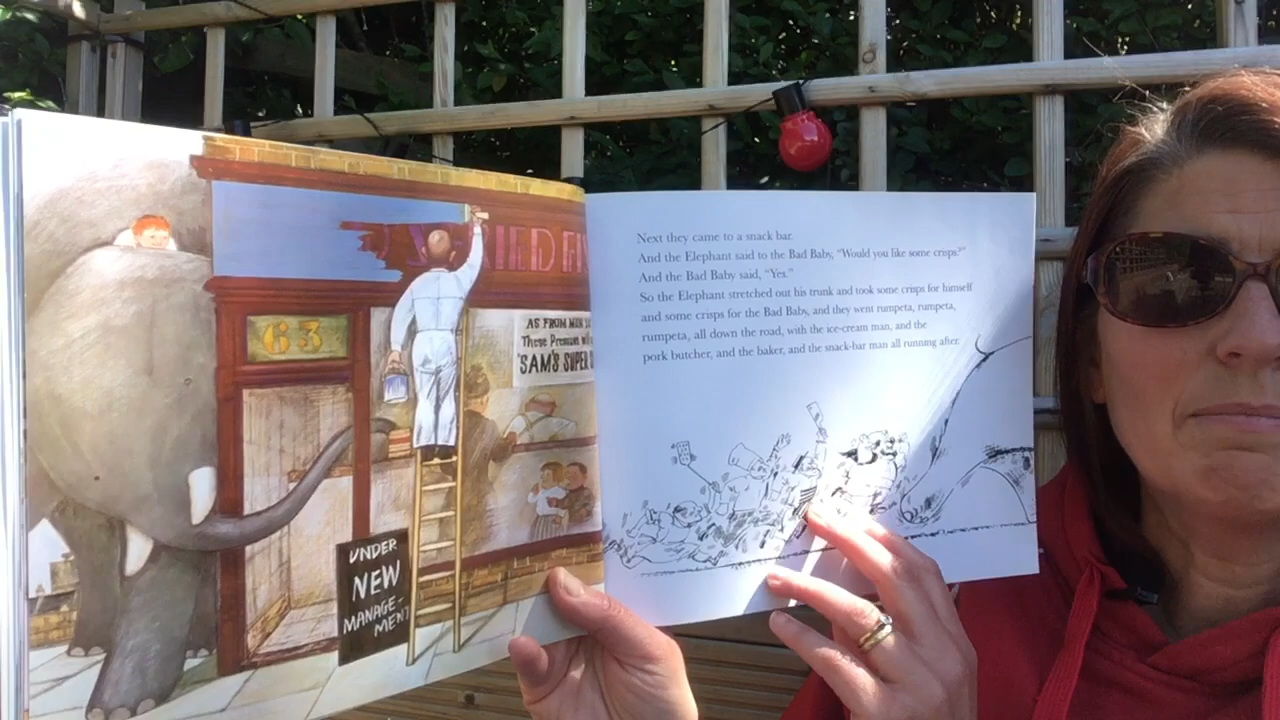 FRIED FI
63
AS FROM MON
These Premises wi
SAM'S SUPER S
UNDER
NEW
MANAGE-
MENT
Next they came to a snack bar.
And the Elephant said to the Bad Baby, "Would you like some crisps?"
And the Bad Baby said, "Yes."
So the Elephant stretched out his trunk and took some crisps for himself
and some crisps for the Bad Baby, and they went rumpeta, rumpeta,
rumpeta, all down the road, with the ice-cream man, and the
pork butcher, and the baker, and the snack-bar man all running after.